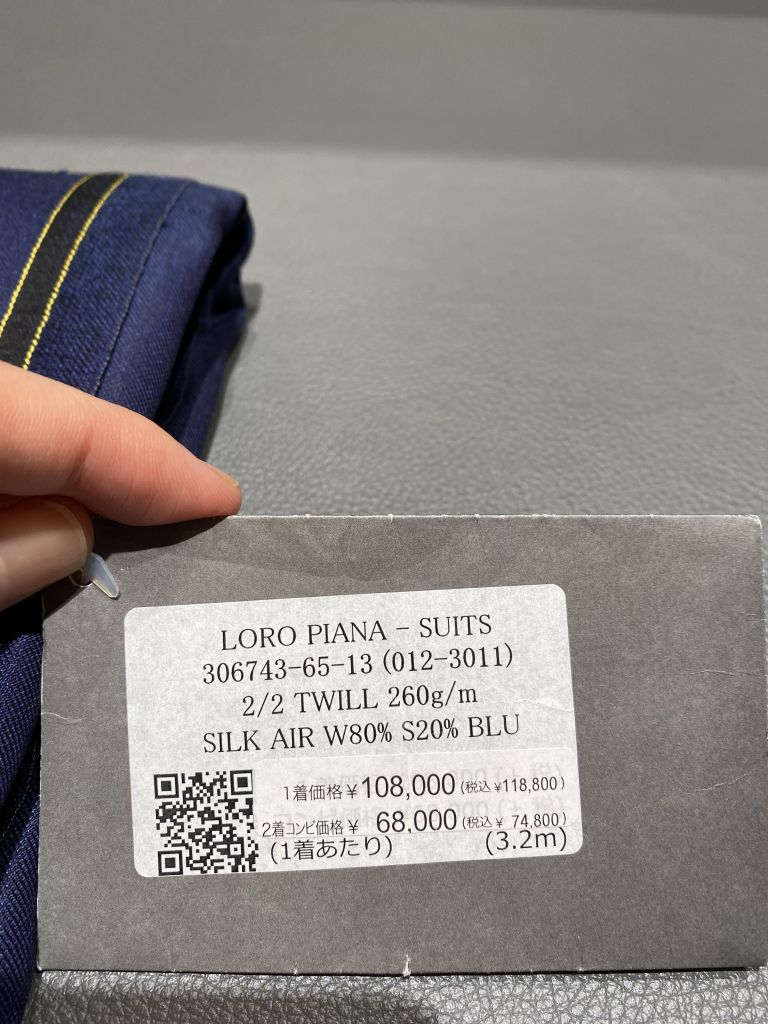 LORO PIANA - SUITS
306743-65-13 (012-3011)
2/2 TWILL 260g/m
SILK AIR W80% S20% BLU
1着価格￥108,000(税込￥118,800)
2着コンビ価格￥ 68,000(税込￥ 74,800)
(1着あたり) (3.2m)